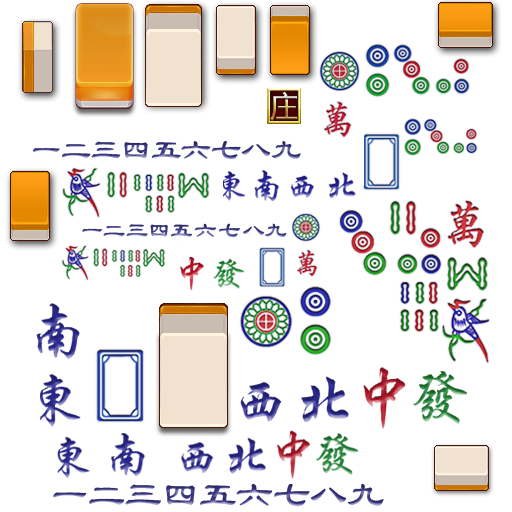 庄
萬
一二三四五六七八九
東南西北
一二三四五六七八九
萬
中發
萬
南
東
西北中發
東南西北中發
一二三四五六七八九